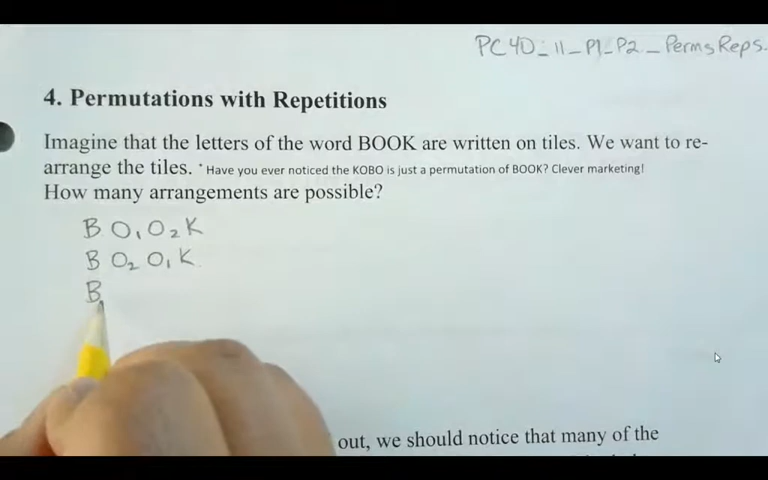 PC40_11_P1_P2_PermsReps.
4. Permutations with Repetitions
Imagine that the letters of the word BOOK are written on tiles. We want to re-
arrange the tiles. * Have you ever noticed the KOBO is just a permutation of BOOK? Clever marketing!
How many arrangements are possible?
B O₁ O₂ K
B O₂ O₁ K
B
out, we should notice that many of the